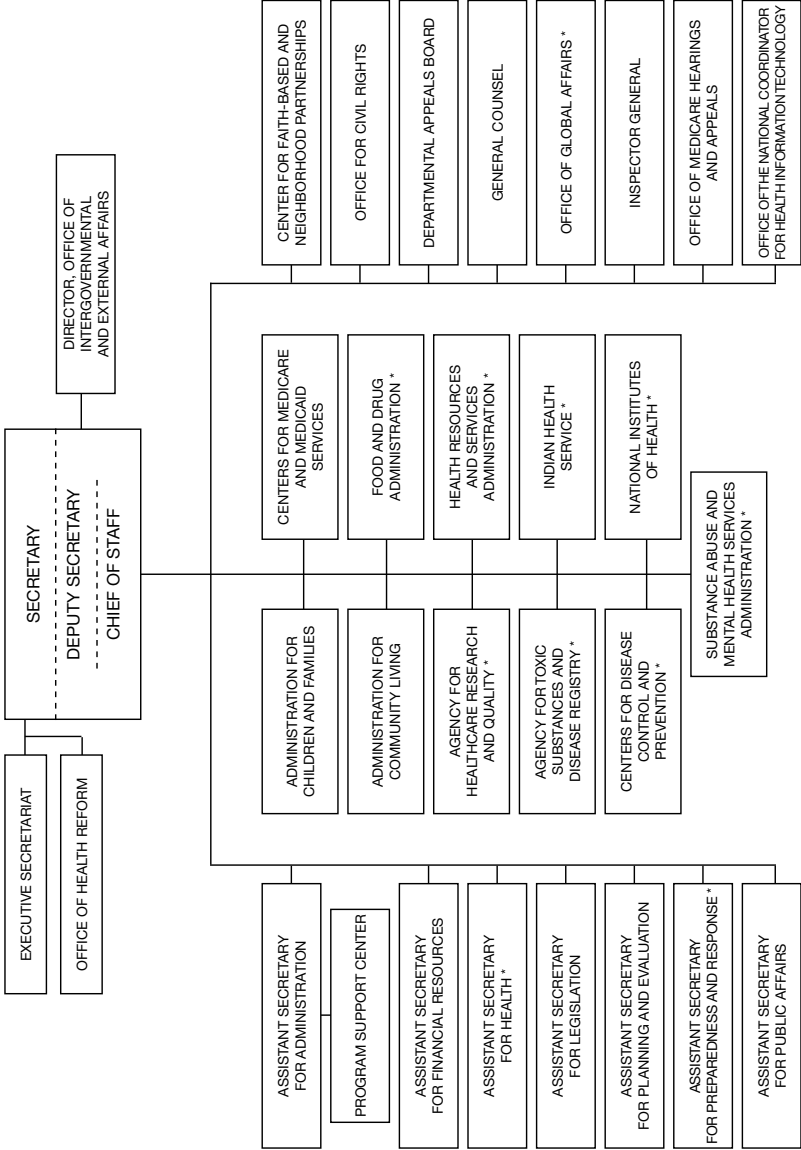 SECRETARY
DEPUTY SECRETARY
CHIEF OF STAFF
EXECUTIVE SECRETARIAT
OFFICE OF HEALTH REFORM
DIRECTOR, OFFICE OF
INTERGOVERNMENTAL
AND EXTERNAL AFFAIRS
ASSISTANT SECRETARY
FOR ADMINISTRATION
PROGRAM SUPPORT CENTER
ASSISTANT SECRETARY
FOR FINANCIAL RESOURCES
ASSISTANT SECRETARY
FOR HEALTH *
ASSISTANT SECRETARY
FOR LEGISLATION
ASSISTANT SECRETARY
FOR PLANNING AND EVALUATION
ASSISTANT SECRETARY
FOR PREPAREDNESS AND RESPONSE *
ASSISTANT SECRETARY
FOR PUBLIC AFFAIRS
ADMINISTRATION FOR
CHILDREN AND FAMILIES
ADMINISTRATION FOR
COMMUNITY LIVING
AGENCY FOR
HEALTHCARE RESEARCH
AND QUALITY *
AGENCY FOR TOXIC
SUBSTANCES AND
DISEASE REGISTRY *
CENTERS FOR DISEASE
CONTROL AND
PREVENTION *
CENTERS FOR MEDICARE
AND MEDICAID
SERVICES
FOOD AND DRUG
ADMINISTRATION *
HEALTH RESOURCES
AND SERVICES
ADMINISTRATION *
INDIAN HEALTH
SERVICE *
NATIONAL INSTITUTES
OF HEALTH *
SUBSTANCE ABUSE AND
MENTAL HEALTH SERVICES
ADMINISTRATION *
CENTER FOR FAITH-BASED AND
NEIGHBORHOOD PARTNERSHIPS
OFFICE FOR CIVIL RIGHTS
DEPARTMENTAL APPEALS BOARD
GENERAL COUNSEL
OFFICE OF GLOBAL AFFAIRS *
INSPECTOR GENERAL
OFFICE OF MEDICARE HEARINGS
AND APPEALS
OFFICE OF THE NATIONAL COORDINATOR
FOR HEALTH INFORMATION TECHNOLOGY